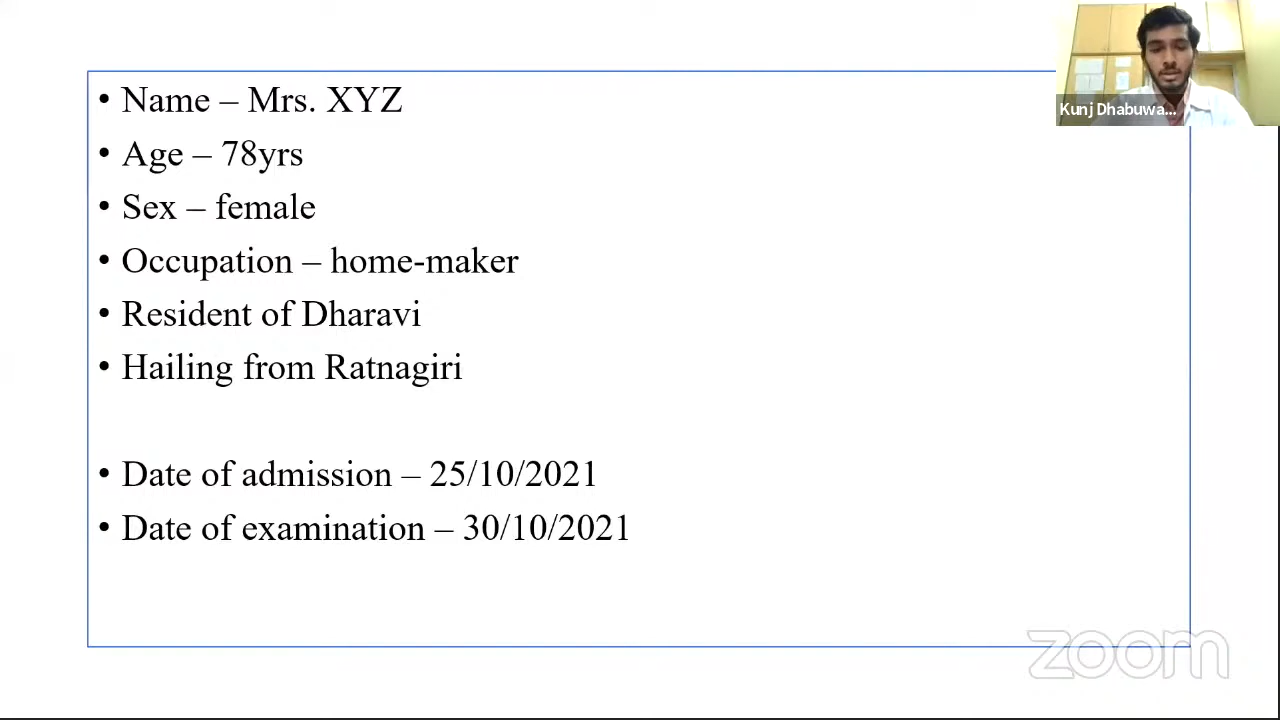 • Name – Mrs. XYZ
• Age – 78yrs
• Sex – female
• Occupation – home-maker
• Resident of Dharavi
• Hailing from Ratnagiri
• Date of admission – 25/10/2021
• Date of examination – 30/10/2021
Kunj Dhabuwa...
zoom